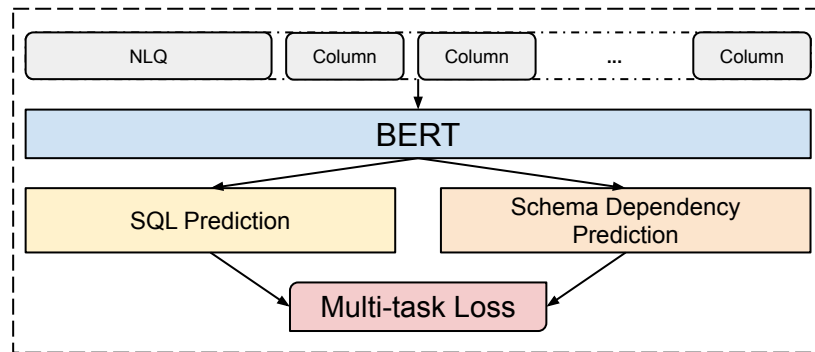 NLQ Column Column ... Column
BERT
SQL Prediction
Schema Dependency
Prediction
Multi-task Loss